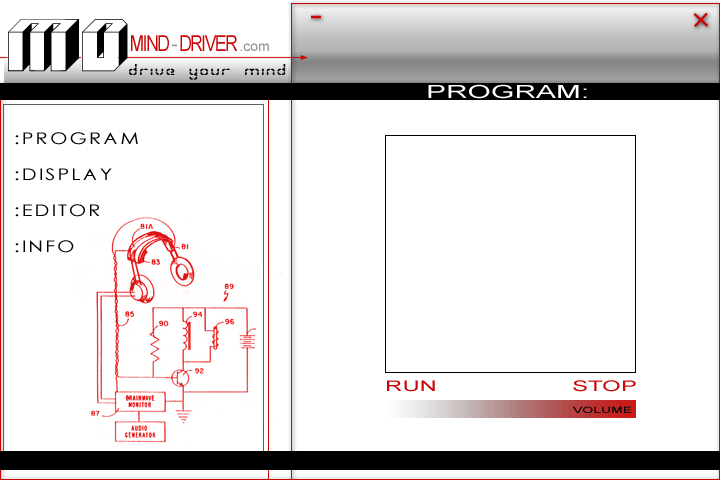 MD
MIND-DRIVER.com
drive your mind
PROGRAM:
:PROGRAM
:DISPLAY
:EDITOR
:INFO
81A
81
83
89
85
90
94
96
92
87
BRAINWAVE
MONITOR
AUDIO
GENERATOR
RUN
STOP
VOLUME